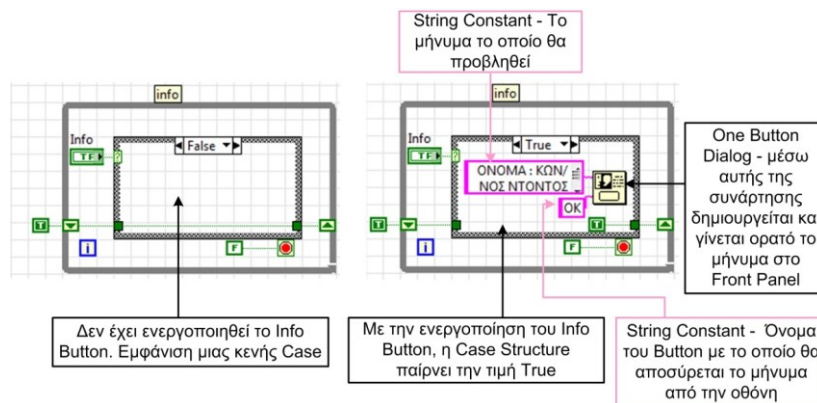 String Constant - Το
μήνυμα το οποίο θα
προβληθεί
info
Info
TF
?
False
T
i
F
info
Info
TF
?
True
ΟΝΟΜΑ : ΚΩΝ/
ΝΟΣ ΝΤΟΝΤΟΣ
OK
T
T
i
F
One Button
Dialog - μέσω
αυτής της
συνάρτησης
δημιουργείται και
γίνεται ορατό το
μήνυμα στο
Front Panel
Δεν έχει ενεργοποιηθεί το Info
Button. Εμφάνιση μιας κενής Case
Με την ενεργοποίηση του Info
Button, η Case Structure
παίρνει την τιμή True
String Constant - Όνομα
του Button με το οποίο θα
αποσύρεται το μήνυμα
από την οθόνη